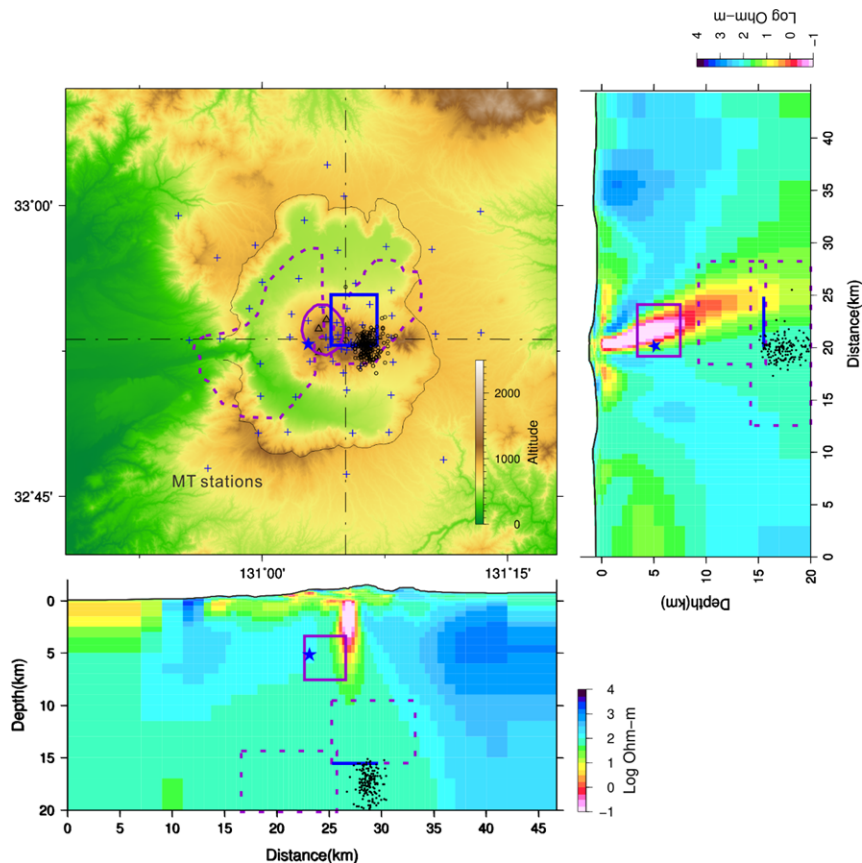 Log Ohm-m
4 3 2 1 0 -1
33°00'
32°45'
MT stations
2000
1000
0
Altitude
131°00' 131°15'
0 5 10 15 20 25 30 35 40
Distance(km)
0 5 10 15 20
Depth(km)
0
5
10
15
20
Depth(km)
0 5 10 15 20 25 30 35 40 45
Distance(km)
4
3
2
1
0
-1
Log Ohm-m